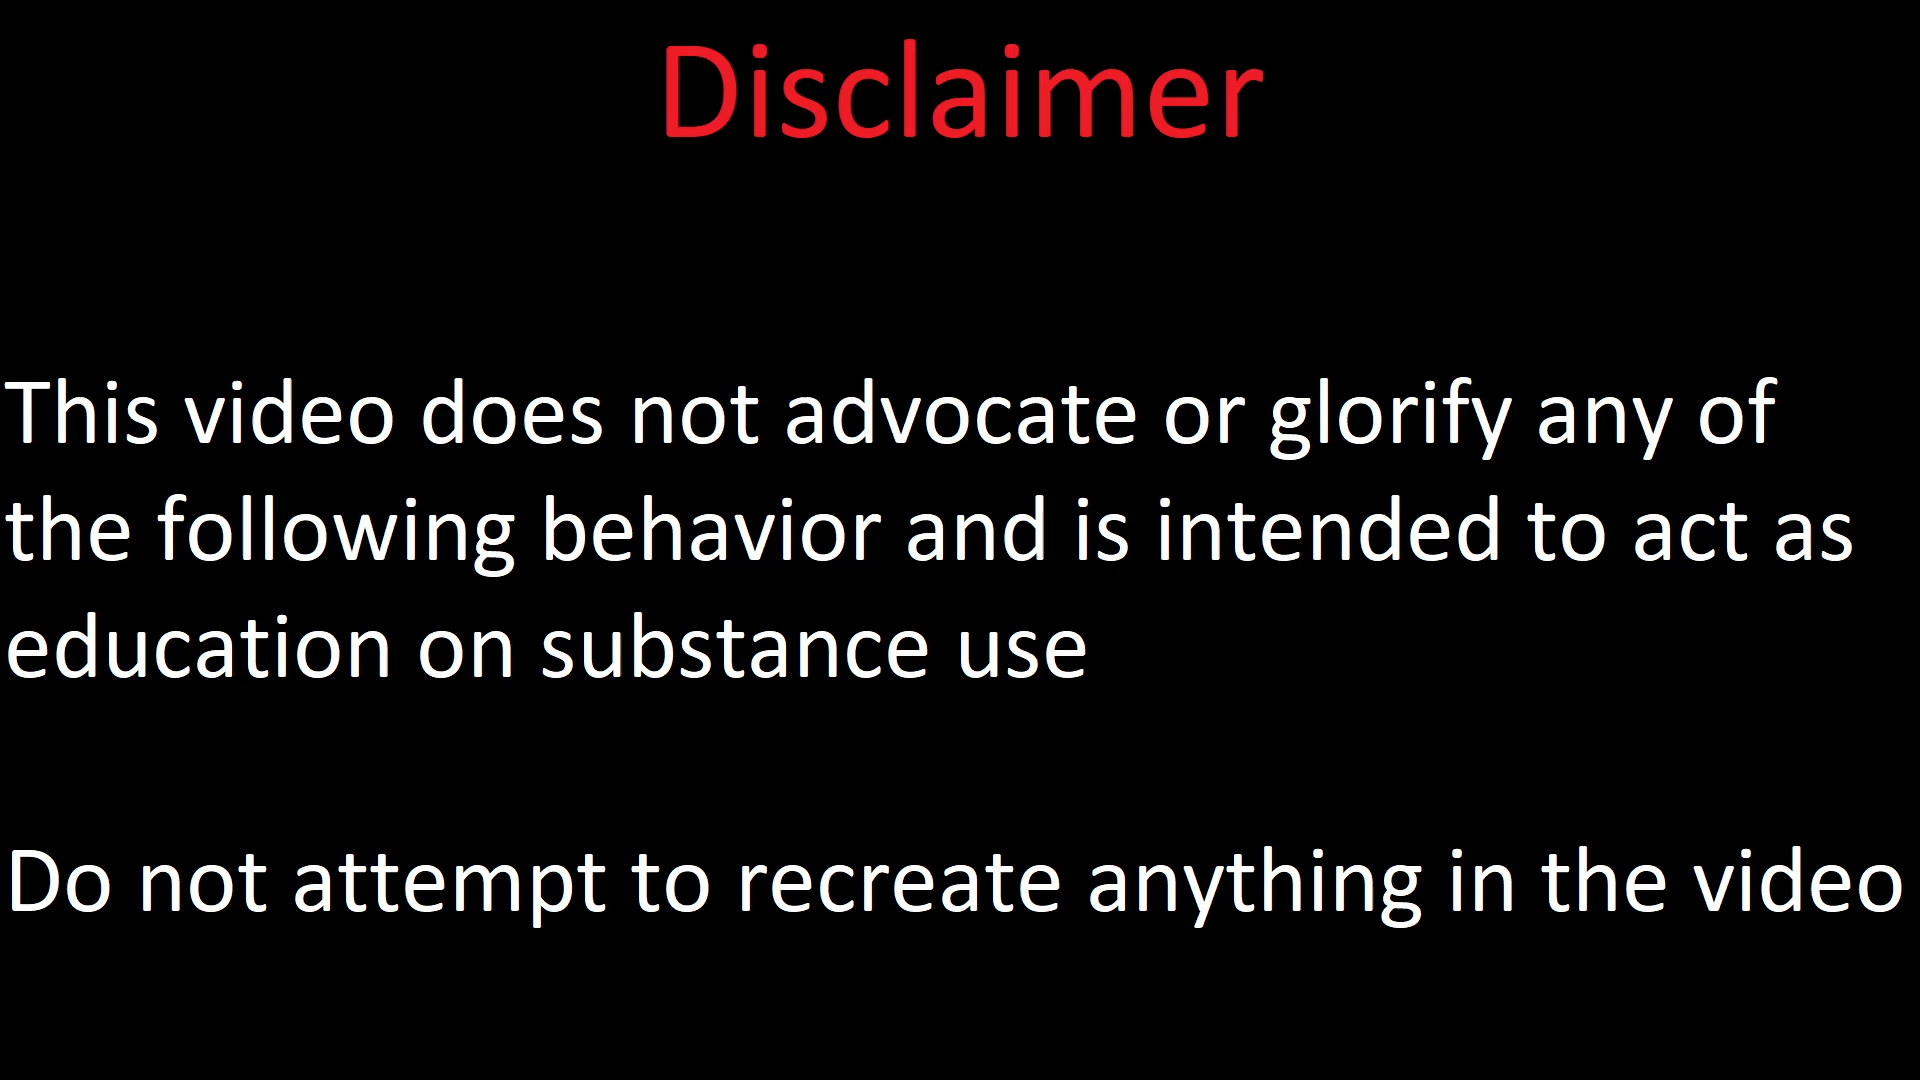 Disclaimer
This video does not advocate or glorify any of
the following behavior and is intended to act as
education on substance use
Do not attempt to recreate anything in the video